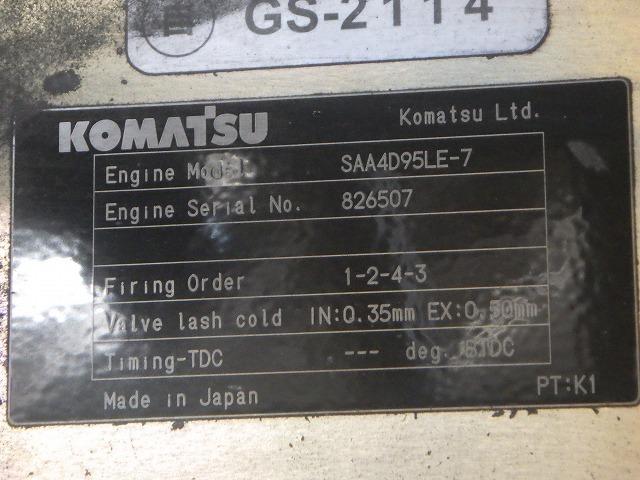 GS-2114
KOMATSU
Komatsu Ltd.
Engine Model SAA4D95LE-7
Engine Serial No. 826507
Firing Order 1-2-4-3
Valve lash cold IN:0.35mm EX:0.50mm
Timing-TDC --- deg. BTDC
Made in Japan PT:K1